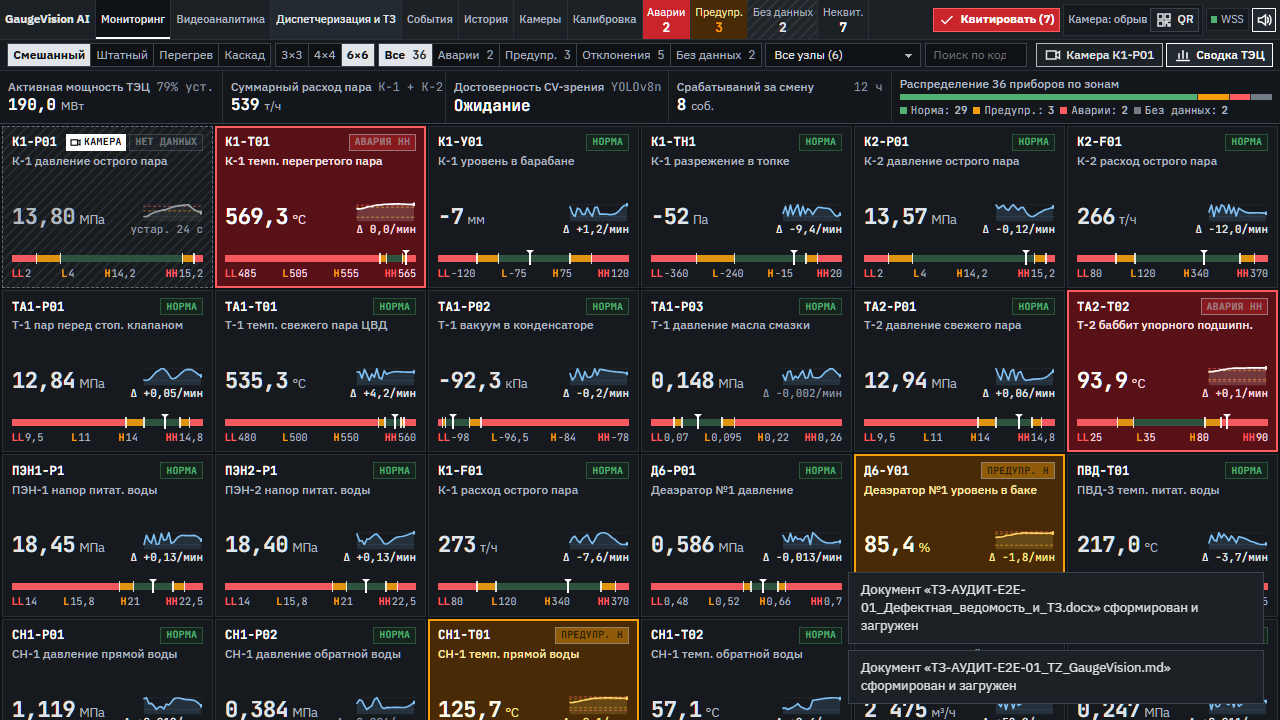 GaugeVision AI Мониторинг Видеоаналитика Диспетчеризация и ТЗ События История Камеры Калибровка Аварии 2 Предупр. 3 Без данных 2 Неквит. 7 Квитировать (7) Камера: обрыв QR WSS
Смешанный Штатный Перегрев Каскад 3×3 4×4 6×6 Все 36 Аварии 2 Предупр. 3 Отклонения 5 Без данных 2 Все узлы (6) Поиск по код Камера К1-Р01 Сводка ТЭЦ
Активная мощность ТЭЦ 79% уст. Суммарный расход пара К-1 + К-2 Достоверность CV-зрения YOLOv8n Срабатываний за смену 12 ч Распределение 36 приборов по зонам
190,0 МВт 539 т/ч Ожидание 8 соб.
Норма: 29 Предупр.: 3 Аварии: 2 Без данных: 2
К1-Р01 КАМЕРА НЕТ ДАННЫХ К1-Т01 АВАРИЯ HH К1-У01 НОРМА К1-ТН1 НОРМА К2-Р01 НОРМА К2-F01 НОРМА
К-1 давление острого пара К-1 темп. перегретого пара К-1 уровень в барабане К-1 разрежение в топке К-2 давление острого пара К-2 расход острого пара
13,80 МПа 569,3 °C -7 мм -52 Па 13,57 МПа 266 т/ч
устар. 24 с Δ 0,0/мин Δ +1,2/мин Δ -9,4/мин Δ -0,12/мин Δ -12,0/мин
LL2 L4 H14,2 HH15,2 LL485 L505 H555 HH565 LL-120 L-75 H75 HH120 LL-360 L-240 H-15 HH20 LL2 L4 H14,2 HH15,2 LL80 L120 H340 HH370
ТА1-Р01 НОРМА ТА1-Т01 НОРМА ТА1-Р02 НОРМА ТА1-Р03 НОРМА ТА2-Р01 НОРМА ТА2-Т02 АВАРИЯ HH
Т-1 пар перед стоп. клапаном Т-1 темп. свежего пара ЦВД Т-1 вакуум в конденсаторе Т-1 давление масла смазки Т-2 давление свежего пара Т-2 баббит упорного подшипн.
12,84 МПа 535,3 °C -92,3 кПа 0,148 МПа 12,94 МПа 93,9 °C
Δ +0,05/мин Δ +4,2/мин Δ -0,2/мин Δ -0,002/мин Δ +0,06/мин Δ +0,1/мин
LL9,5 L11 H14 HH14,8 LL480 L500 H550 HH560 LL-98 L-96,5 H-84 HH-78 LL0,07 L0,095 H0,22 HH0,26 LL9,5 L11 H14 HH14,8 LL25 L35 H80 HH90
ПЭН1-Р1 НОРМА ПЭН2-Р1 НОРМА К1-F01 НОРМА Д6-Р01 НОРМА Д6-У01 ПРЕДУПР. H ПВД-Т01 НОРМА
ПЭН-1 напор питат. воды ПЭН-2 напор питат. воды К-1 расход острого пара Деаэратор №1 давление Деаэратор №1 уровень в баке ПВД-3 темп. питат. воды
18,45 МПа 18,40 МПа 273 т/ч 0,586 МПа 85,4 % 217,0 °C
Δ +0,13/мин Δ +0,13/мин Δ -7,6/мин Δ -0,013/мин Δ -1,8/мин Δ -3,7/мин
LL14 L15,8 H21 HH22,5 LL14 L15,8 H21 HH22,5 LL80 L120 H340 HH370 LL0,48 L0,52 H0,66 HH0,7
Документ «ТЗ-АУДИТ-E2E-
01_Дефектная_ведомость_и_ТЗ.docx» сформирован и
загружен
СН1-Р01 НОРМА СН1-Р02 НОРМА СН1-Т01 ПРЕДУПР. H СН1-Т02 НОРМА
СН-1 давление прямой воды СН-1 давление обратной воды СН-1 темп. прямой воды СН-1 темп. обратной воды
Документ «ТЗ-АУДИТ-E2E-01_TZ_GaugeVision.md»
сформирован и загружен
1,119 МПа 0,384 МПа 125,7 °C 57,1 °C 2 475 м³/ч 0,247 МПа